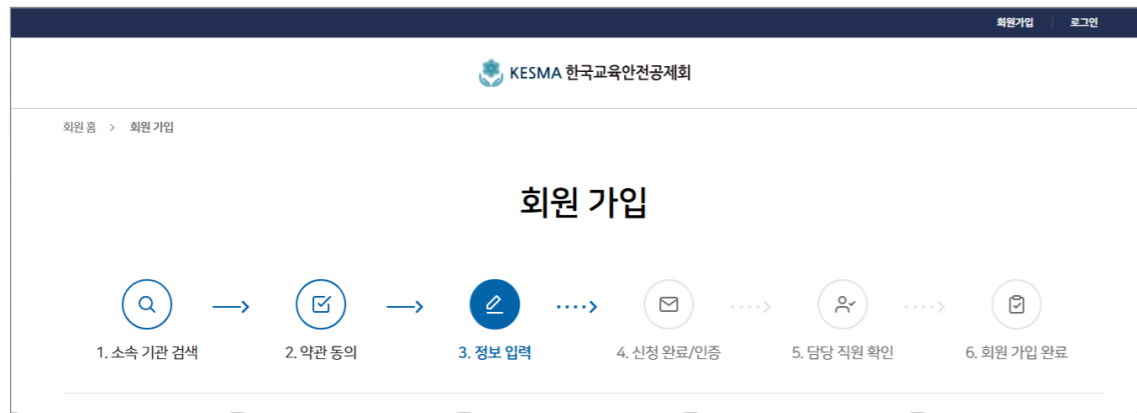 회원가입 로그인
KESMA 한국교육안전공제회
회원 홈 > 회원 가입
회원 가입
1. 소속 기관 검색 2. 약관 동의 3. 정보 입력 4. 신청 완료/인증 5. 담당 직원 확인 6. 회원 가입 완료